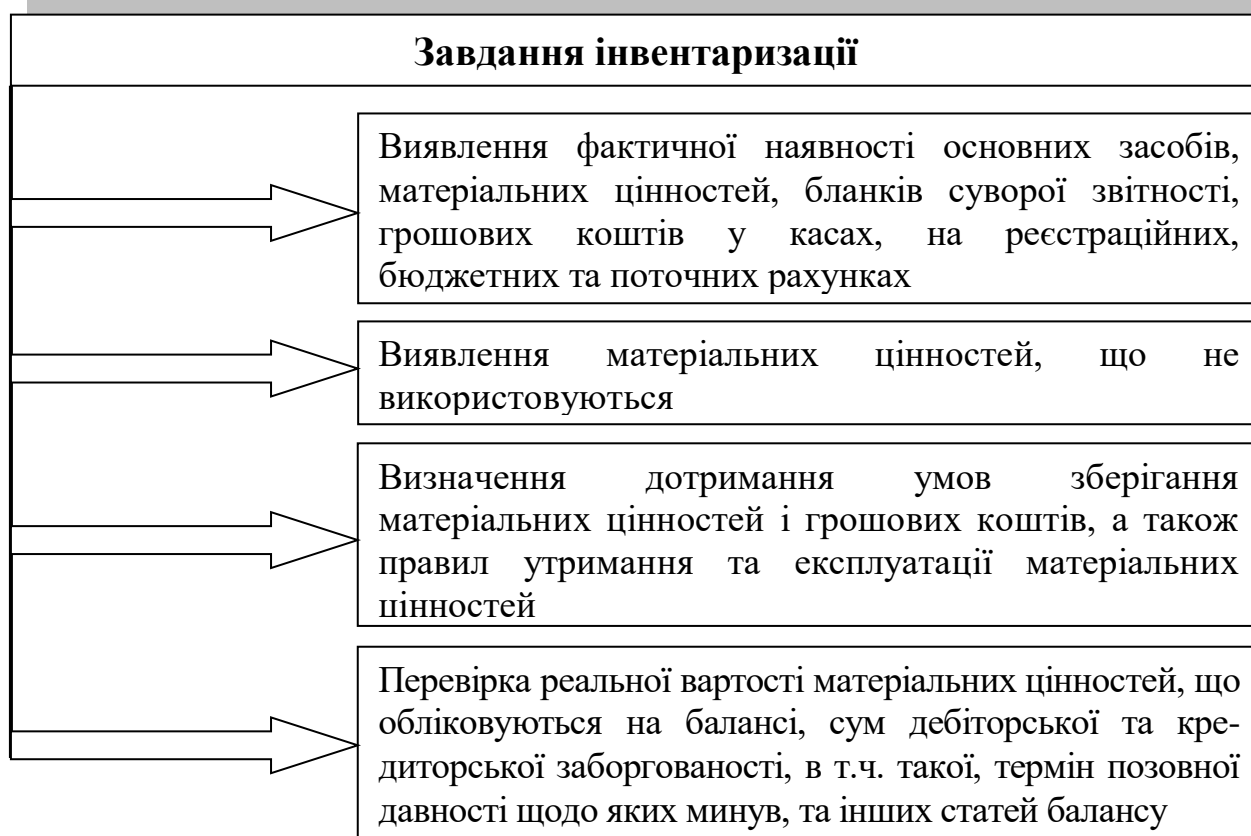 Завдання інвентаризації
Виявлення фактичної наявності основних засобів,
матеріальних цінностей, бланків суворої звітності,
грошових коштів у касах, на реєстраційних,
бюджетних та поточних рахунках
Виявлення матеріальних цінностей, що не
використовуються
Визначення дотримання умов зберігання
матеріальних цінностей і грошових коштів, а також
правил утримання та експлуатації матеріальних
цінностей
Перевірка реальної вартості матеріальних цінностей, що
обліковуються на балансі, сум дебіторської та кре-
диторської заборгованості, в т.ч. такої, термін позовної
давності щодо яких минув, та інших статей балансу